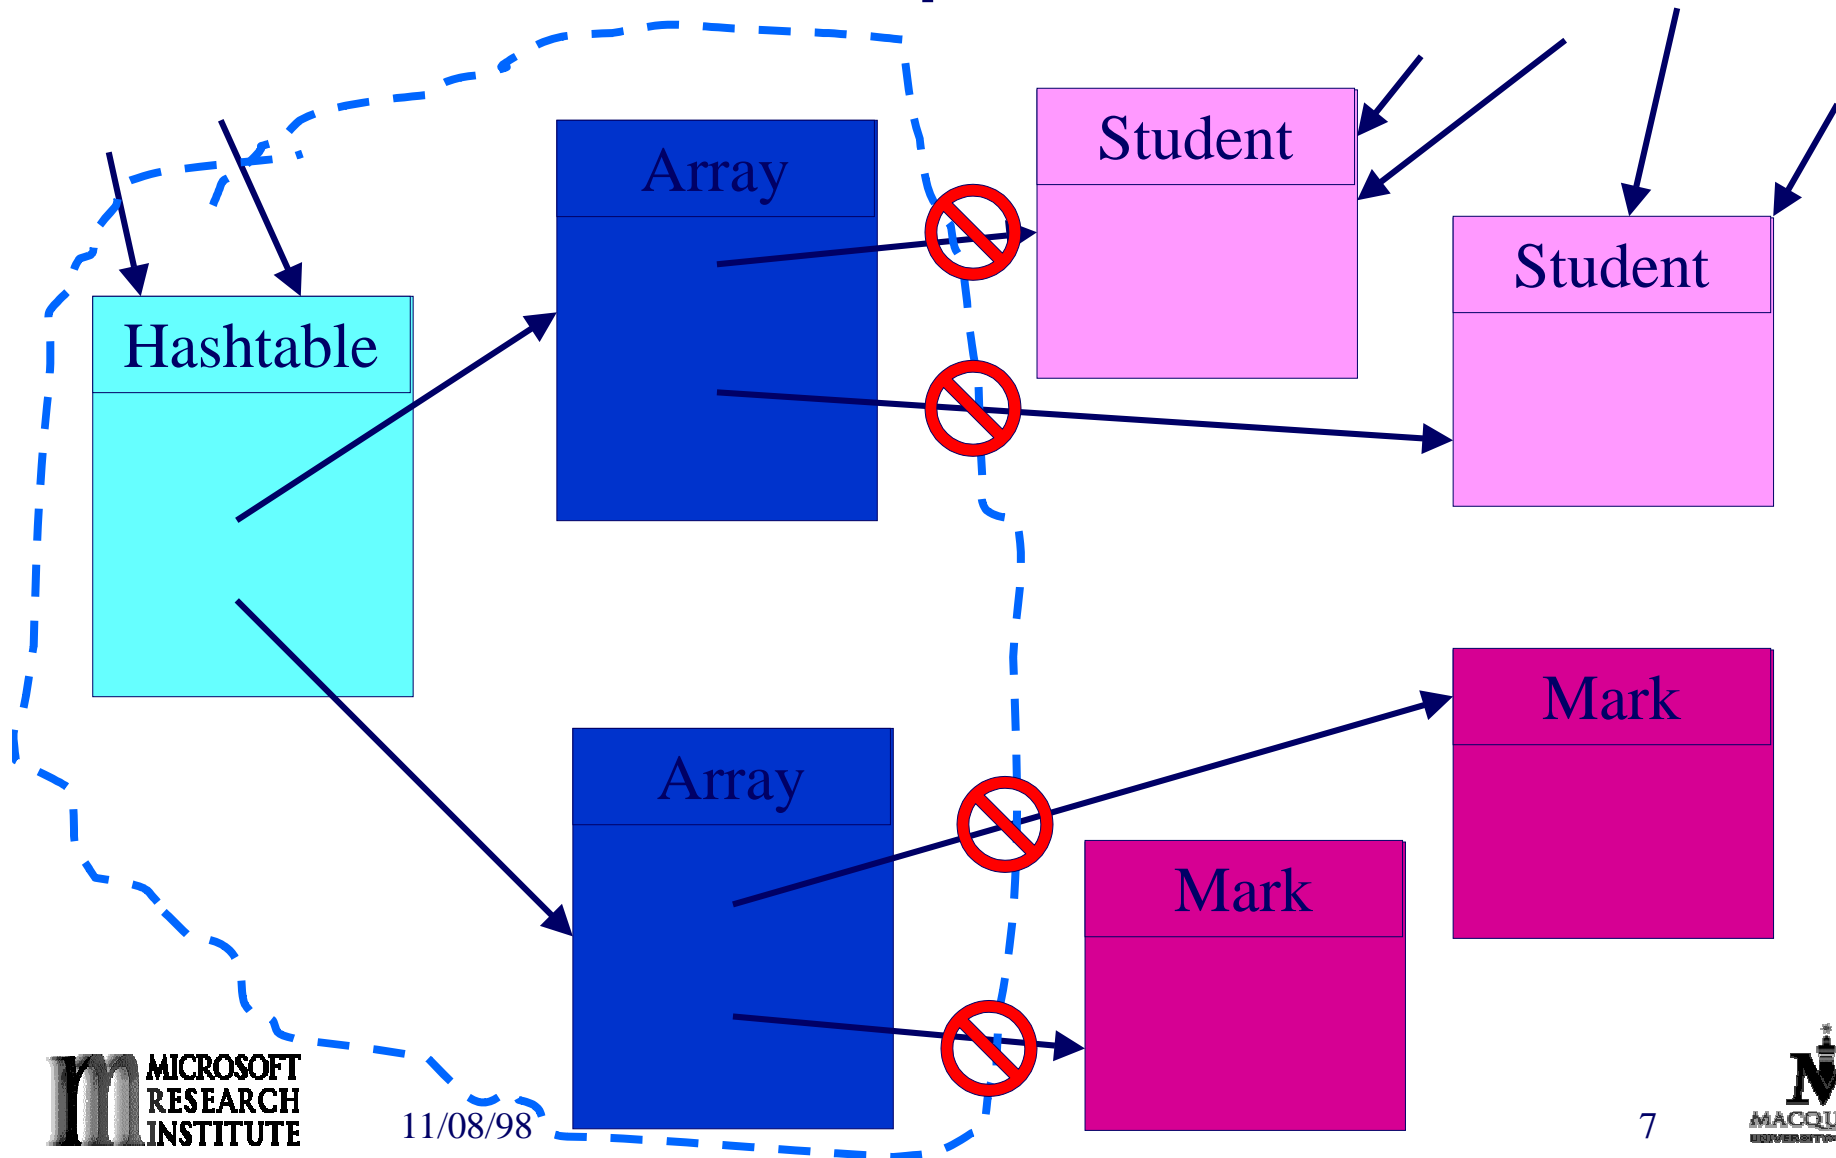 Student
Array
Student
Hashtable
Mark
Array
Mark
MICROSOFT
RESEARCH
INSTITUTE
11/08/98
7